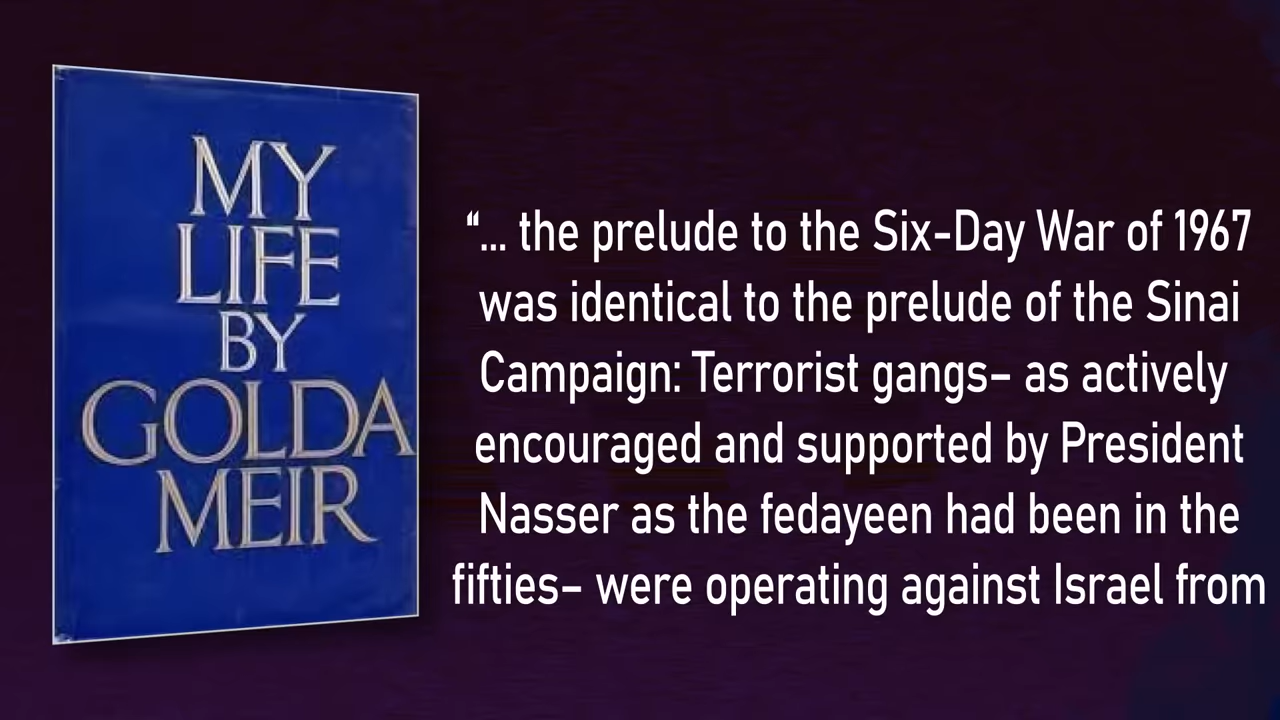 MY
LIFE
BY
GOLDA
MEIR
“... the prelude to the Six-Day War of 1967
was identical to the prelude of the Sinai
Campaign: Terrorist gangs– as actively
encouraged and supported by President
Nasser as the fedayeen had been in the
fifties– were operating against Israel from